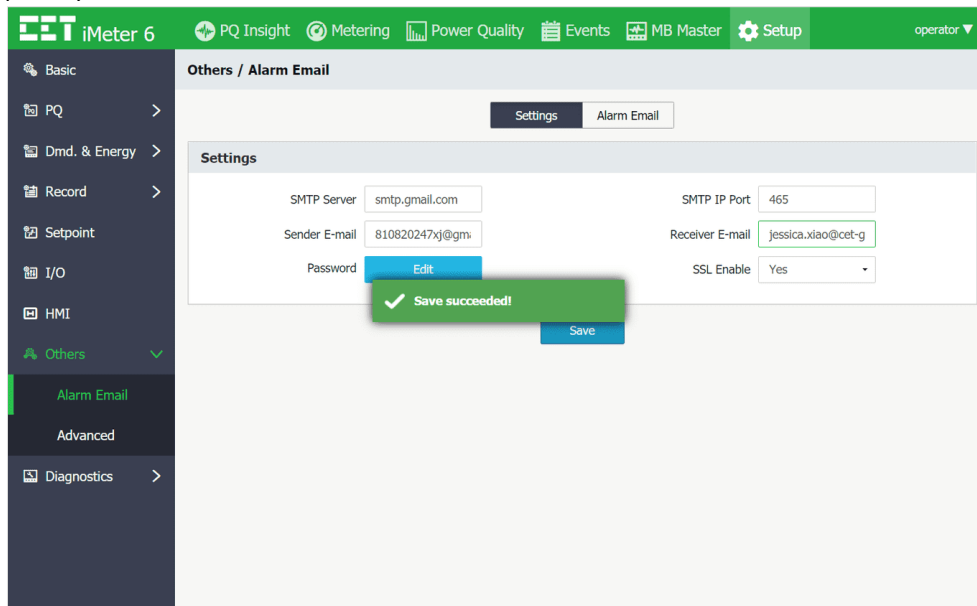 CET iMeter 6 PQ Insight Metering Power Quality Events MB Master Setup operator
Basic
PQ
Dmd. & Energy
Record
Setpoint
I/O
HMI
Others
Alarm Email
Advanced
Diagnostics
Others / Alarm Email
Settings Alarm Email
Settings
SMTP Server smtp.gmail.com SMTP IP Port 465
Sender E-mail 810820247xj@gm Receiver E-mail jessica.xiao@cet-g
Password Edit SSL Enable Yes
Save succeeded!
Save